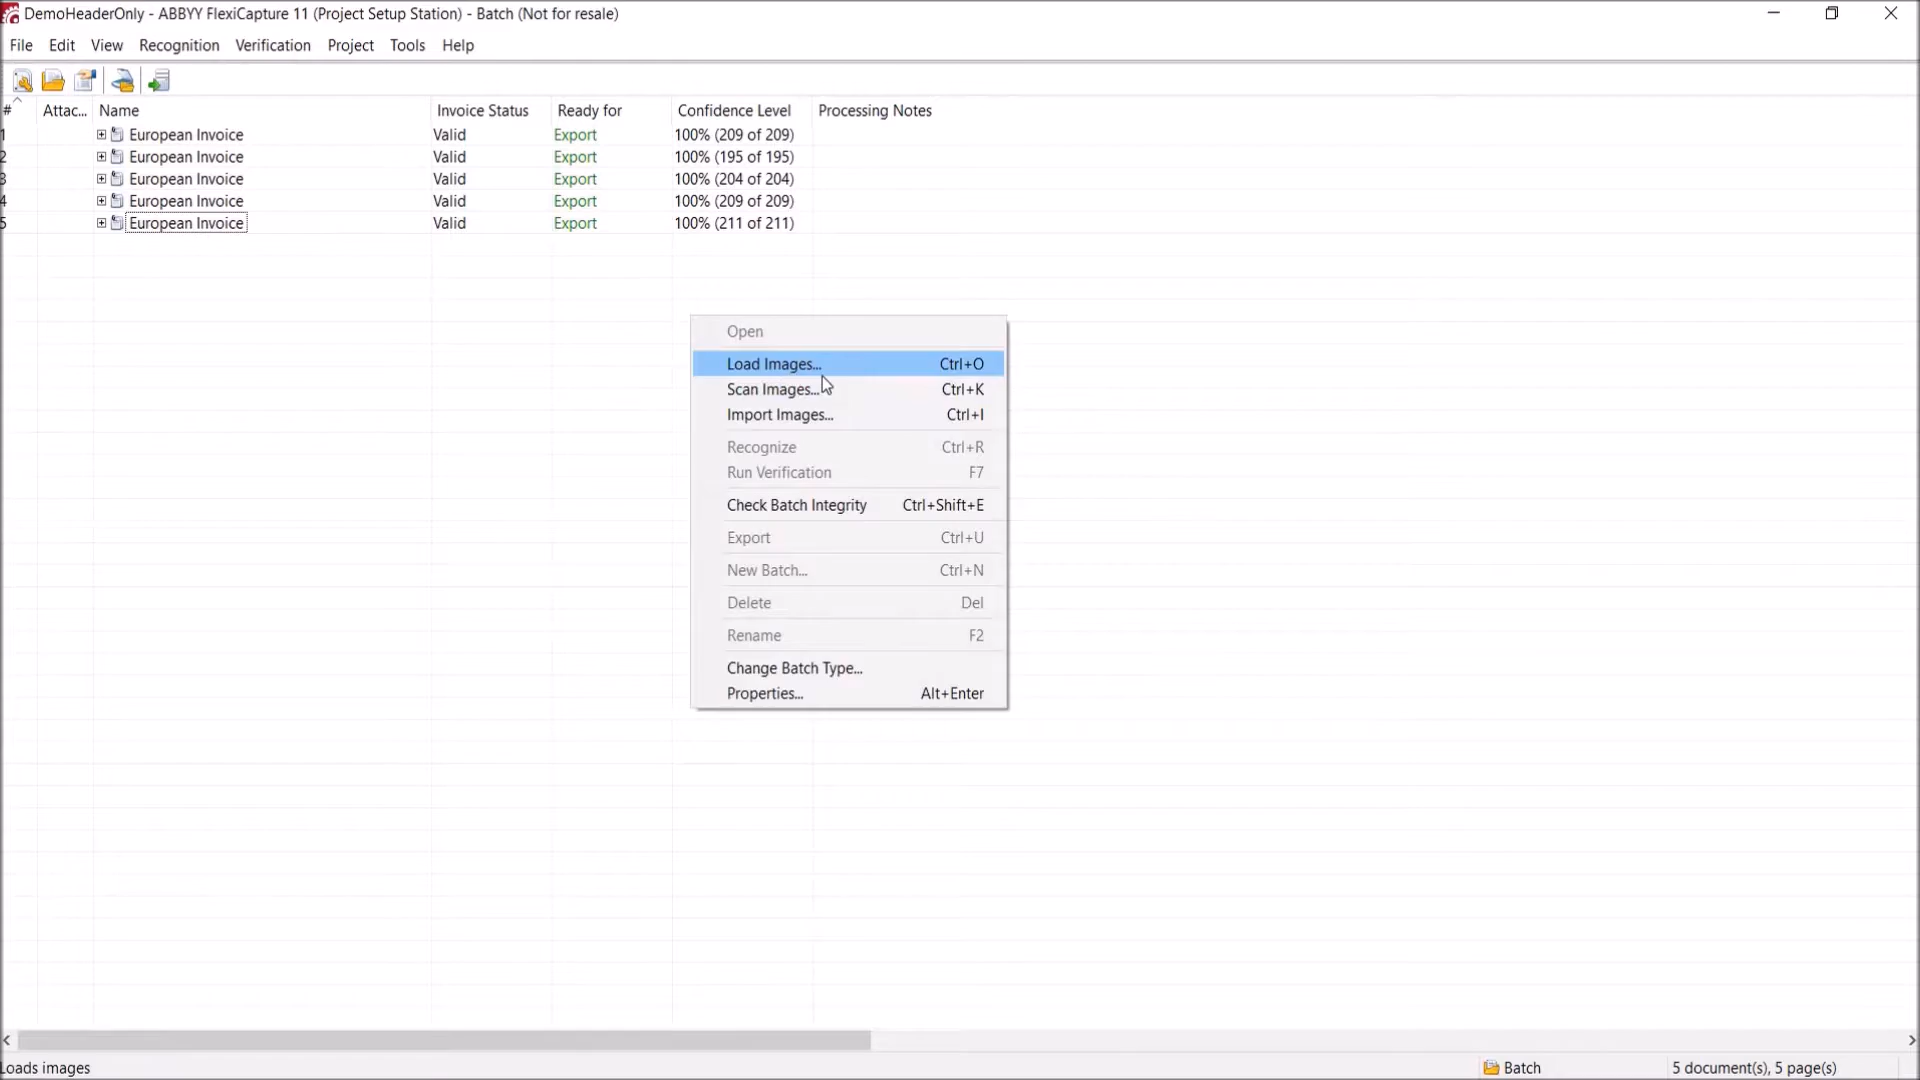 DemoHeaderOnly - ABBYY FlexiCapture 11 (Project Setup Station) - Batch (Not for resale)
File Edit View Recognition Verification Project Tools Help
# Attac... Name Invoice Status Ready for Confidence Level Processing Notes
1 European Invoice Valid Export 100% (209 of 209)
2 European Invoice Valid Export 100% (195 of 195)
3 European Invoice Valid Export 100% (204 of 204)
4 European Invoice Valid Export 100% (209 of 209)
5 European Invoice Valid Export 100% (211 of 211)
Open
Load Images... Ctrl+O
Scan Images... Ctrl+K
Import Images... Ctrl+I
Recognize Ctrl+R
Run Verification F7
Check Batch Integrity Ctrl+Shift+E
Export Ctrl+U
New Batch... Ctrl+N
Delete Del
Rename F2
Change Batch Type...
Properties... Alt+Enter
Loads images Batch 5 document(s), 5 page(s)